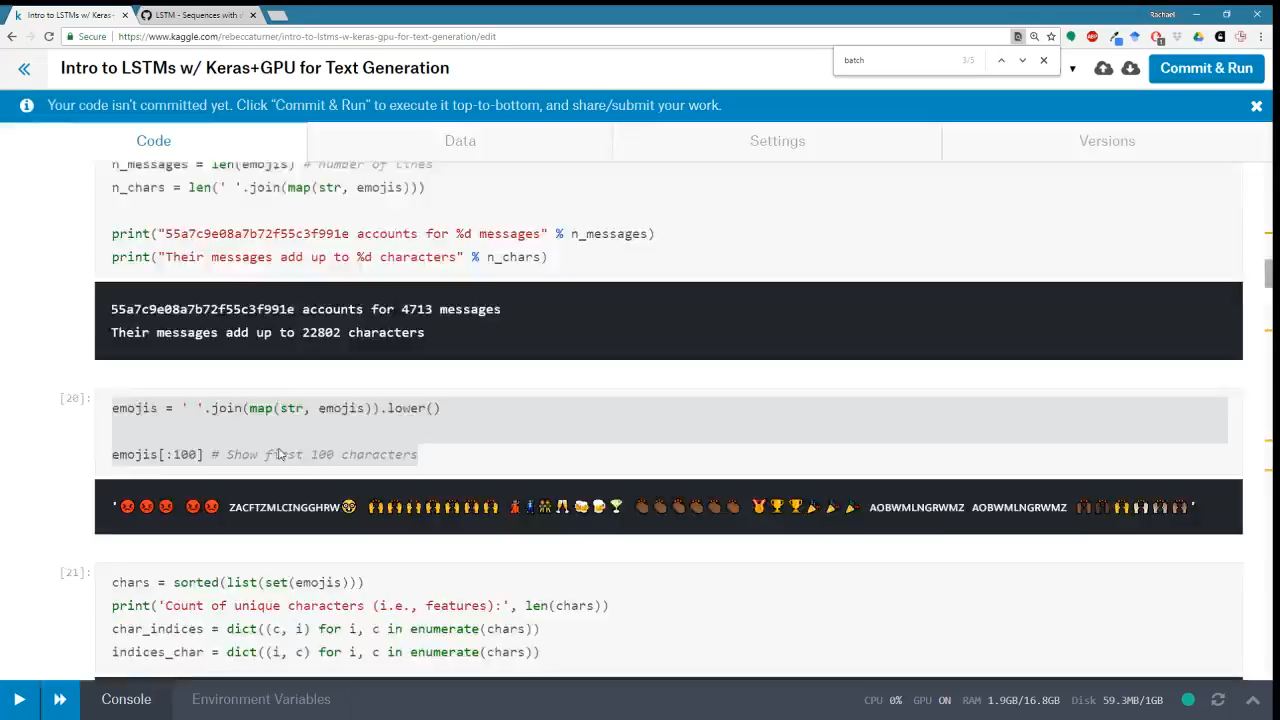 Intro to LSTMs w/ Keras+GPU for ×
LSTM - Sequences with ×
Rachael
Secure
https://www.kaggle.com/rebeccaturner/intro-to-lstms-w-keras-gpu-for-text-generation/edit
Intro to LSTMs w/ Keras+GPU for Text Generation
batch 3/5
Commit & Run
Your code isn't committed yet. Click "Commit & Run" to execute it top-to-bottom, and share/submit your work.
Code Data Settings Versions
n_messages = len(emojis) # number of lines
n_chars = len(' '.join(map(str, emojis)))
print("55a7c9e08a7b72f55c3f991e accounts for %d messages" % n_messages)
print("Their messages add up to %d characters" % n_chars)
55a7c9e08a7b72f55c3f991e accounts for 4713 messages
Their messages add up to 22802 characters
[20]:
emojis = ' '.join(map(str, emojis)).lower()
emojis[:100] # Show first 100 characters
' ZACFTZMLCINGGHRW AOBWMLNGRWMZ AOBWMLNGRWMZ '
[21]:
chars = sorted(list(set(emojis)))
print('Count of unique characters (i.e., features):', len(chars))
char_indices = dict((c, i) for i, c in enumerate(chars))
indices_char = dict((i, c) for i, c in enumerate(chars))
Console Environment Variables
CPU 0% GPU ON RAM 1.9GB/16.8GB Disk 59.3MB/1GB